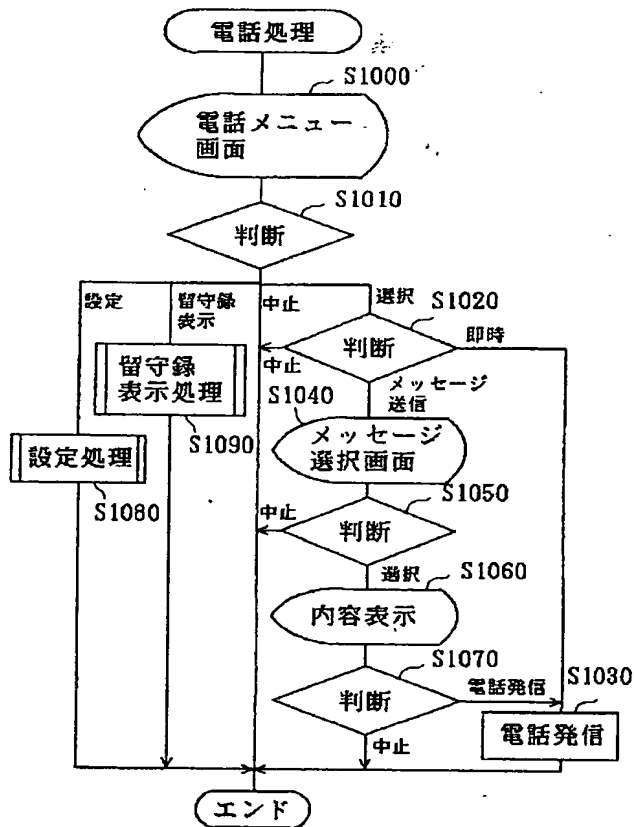 電話処理
S1000
電話メニュー
画面
S1010
判断
設定
留守録
表示
中止
選択
S1020
判断
即時
中止
留守録
表示処理
S1090
メッセージ
送信
S1040
メッセージ
選択画面
設定処理
S1080
S1050
中止
判断
選択
S1060
内容表示
S1070
判断
電話発信
S1030
電話発信
中止
エンド